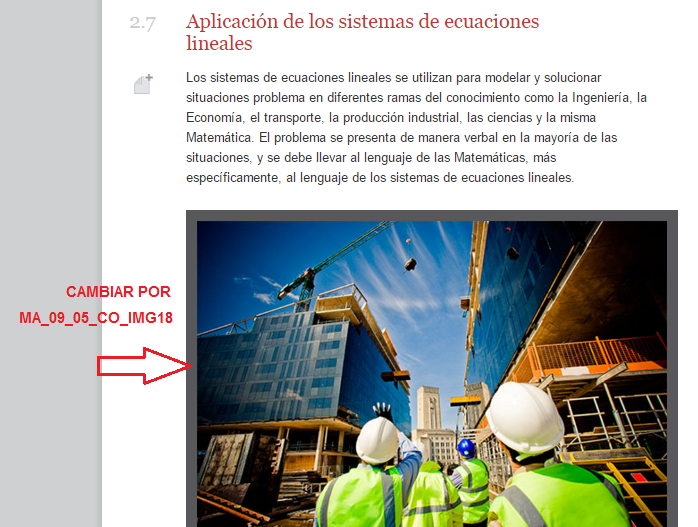 2.7
Aplicación de los sistemas de ecuaciones
lineales
Los sistemas de ecuaciones lineales se utilizan para modelar y solucionar
situaciones problema en diferentes ramas del conocimiento como la Ingeniería, la
Economía, el transporte, la producción industrial, las ciencias y la misma
Matemática. El problema se presenta de manera verbal en la mayoría de las
situaciones, y se debe llevar al lenguaje de las Matemáticas, más
específicamente, al lenguaje de los sistemas de ecuaciones lineales.
CAMBIAR POR
MA_09_05_CO_IMG18